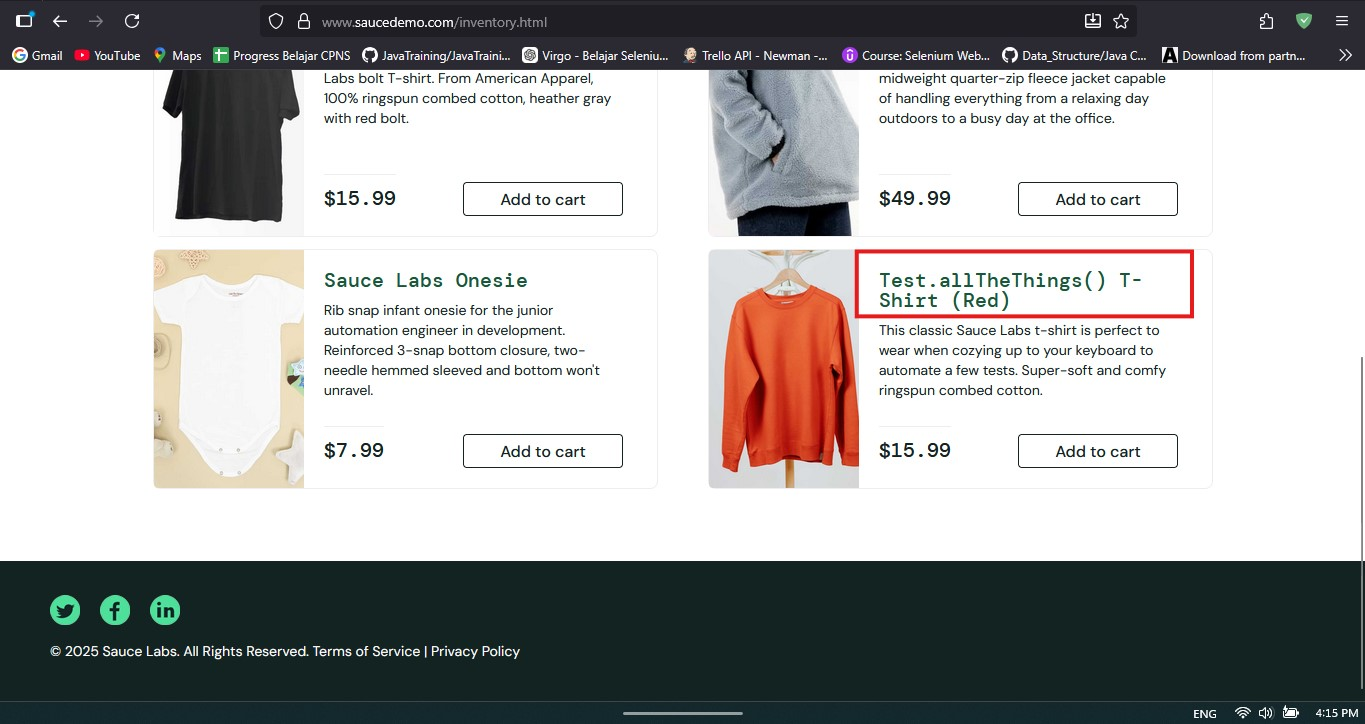 www.saucedemo.com/inventory.html
Gmail
YouTube
Maps
Progress Belajar CPNS
JavaTraining/JavaTraini...
Virgo - Belajar Seleniu...
Trello API - Newman -...
Course: Selenium Web...
Data_Structure/Java C...
Download from partn...
Labs bolt T-shirt. From American Apparel,
100% ringspun combed cotton, heather gray
with red bolt.
$15.99
Add to cart
midweight quarter-zip fleece jacket capable
of handling everything from a relaxing day
outdoors to a busy day at the office.
$49.99
Add to cart
Sauce Labs Onesie
Rib snap infant onesie for the junior
automation engineer in development.
Reinforced 3-snap bottom closure, two-
needle hemmed sleeved and bottom won't
unravel.
$7.99
Add to cart
Test.allTheThings() T-
Shirt (Red)
This classic Sauce Labs t-shirt is perfect to
wear when cozying up to your keyboard to
automate a few tests. Super-soft and comfy
ringspun combed cotton.
$15.99
Add to cart
© 2025 Sauce Labs. All Rights Reserved. Terms of Service | Privacy Policy
ENG
4:15 PM